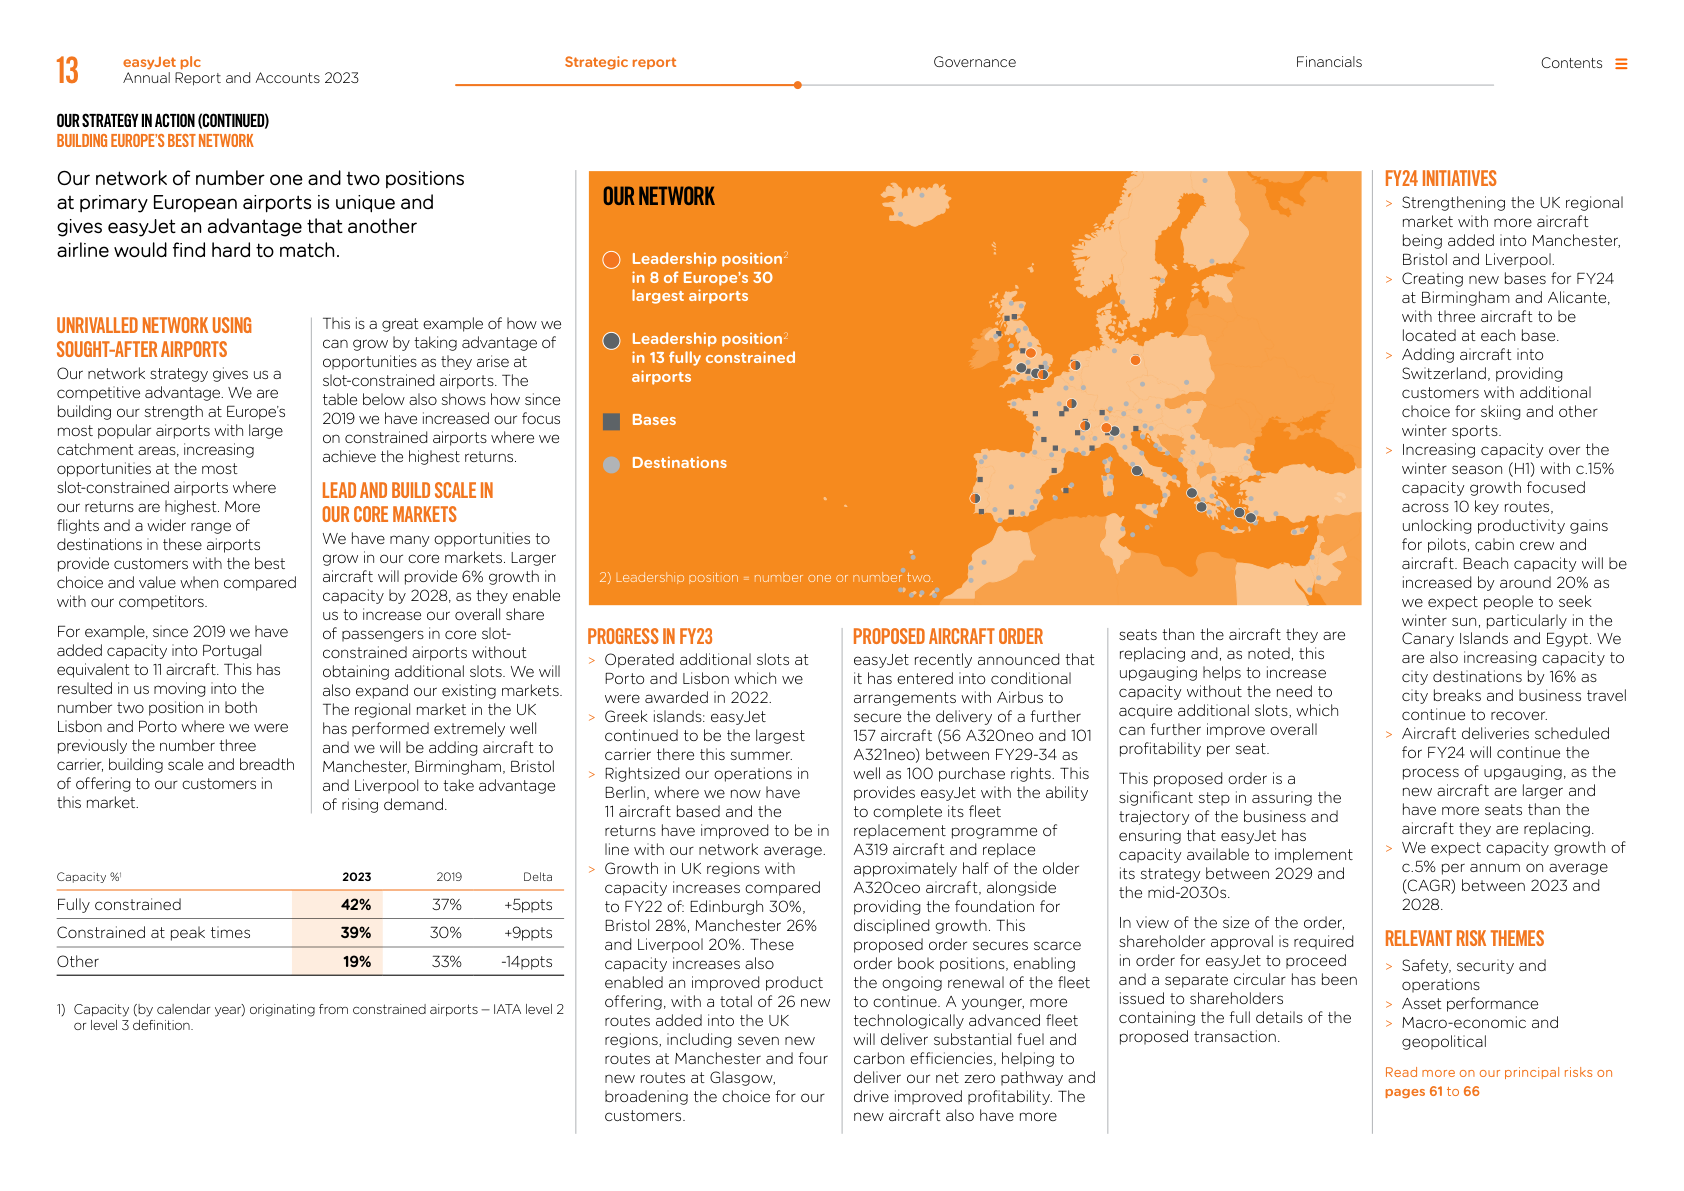 13
easyJet plc
Annual Report and Accounts 2023
Strategic report
Governance
Financials
Contents
OUR STRATEGY IN ACTION (CONTINUED)
BUILDING EUROPE'S BEST NETWORK
Our network of number one and two positions
at primary European airports is unique and
gives easyJet an advantage that another
airline would find hard to match.
UNRIVALLED NETWORK USING
SOUGHT-AFTER AIRPORTS
Our network strategy gives us a
competitive advantage. We are
building our strength at Europe's
most popular airports with large
catchment areas, increasing
opportunities at the most
slot-constrained airports where
our returns are highest. More
flights and a wider range of
destinations in these airports
provide customers with the best
choice and value when compared
with our competitors.
For example, since 2019 we have
added capacity into Portugal
equivalent to 11 aircraft. This has
resulted in us moving into the
number two position in both
Lisbon and Porto where we were
previously the number three
carrier, building scale and breadth
of offering to our customers in
this market.
This is a great example of how we
can grow by taking advantage of
opportunities as they arise at
slot-constrained airports. The
table below also shows how since
2019 we have increased our focus
on constrained airports where we
achieve the highest returns.
LEAD AND BUILD SCALE IN
OUR CORE MARKETS
We have many opportunities to
grow in our core markets. Larger
aircraft will provide 6% growth in
capacity by 2028, as they enable
us to increase our overall share
of passengers in core slot-
constrained airports without
obtaining additional slots. We will
also expand our existing markets.
The regional market in the UK
has performed extremely well
and we will be adding aircraft to
Manchester, Birmingham, Bristol
and Liverpool to take advantage
of rising demand.
Capacity %¹ 2023 2019 Delta
Fully constrained 42% 37% +5ppts
Constrained at peak times 39% 30% +9ppts
Other 19% 33% -14ppts
1) Capacity (by calendar year) originating from constrained airports – IATA level 2
or level 3 definition.
OUR NETWORK
Leadership position²
in 8 of Europe's 30
largest airports
Leadership position²
in 13 fully constrained
airports
Bases
Destinations
2) Leadership position = number one or number two.
PROGRESS IN FY23
> Operated additional slots at
Porto and Lisbon which we
were awarded in 2022.
> Greek islands: easyJet
continued to be the largest
carrier there this summer.
> Rightsized our operations in
Berlin, where we now have
11 aircraft based and the
returns have improved to be in
line with our network average.
> Growth in UK regions with
capacity increases compared
to FY22 of: Edinburgh 30%,
Bristol 28%, Manchester 26%
and Liverpool 20%. These
capacity increases also
enabled an improved product
offering, with a total of 26 new
routes added into the UK
regions, including seven new
routes at Manchester and four
new routes at Glasgow,
broadening the choice for our
customers.
PROPOSED AIRCRAFT ORDER
easyJet recently announced that
it has entered into conditional
arrangements with Airbus to
secure the delivery of a further
157 aircraft (56 A320neo and 101
A321neo) between FY29-34 as
well as 100 purchase rights. This
provides easyJet with the ability
to complete its fleet
replacement programme of
A319 aircraft and replace
approximately half of the older
A320ceo aircraft, alongside
providing the foundation for
disciplined growth. This
proposed order secures scarce
order book positions, enabling
the ongoing renewal of the fleet
to continue. A younger, more
technologically advanced fleet
will deliver substantial fuel and
carbon efficiencies, helping to
deliver our net zero pathway and
drive improved profitability. The
new aircraft also have more
seats than the aircraft they are
replacing and, as noted, this
upgauging helps to increase
capacity without the need to
acquire additional slots, which
can further improve overall
profitability per seat.
This proposed order is a
significant step in assuring the
trajectory of the business and
ensuring that easyJet has
capacity available to implement
its strategy between 2029 and
the mid-2030s.
In view of the size of the order,
shareholder approval is required
in order for easyJet to proceed
and a separate circular has been
issued to shareholders
containing the full details of the
proposed transaction.
FY24 INITIATIVES
> Strengthening the UK regional
market with more aircraft
being added into Manchester,
Bristol and Liverpool.
> Creating new bases for FY24
at Birmingham and Alicante,
with three aircraft to be
located at each base.
> Adding aircraft into
Switzerland, providing
customers with additional
choice for skiing and other
winter sports.
> Increasing capacity over the
winter season (H1) with c.15%
capacity growth focused
across 10 key routes,
unlocking productivity gains
for pilots, cabin crew and
aircraft. Beach capacity will be
increased by around 20% as
we expect people to seek
winter sun, particularly in the
Canary Islands and Egypt. We
are also increasing capacity to
city destinations by 16% as
city breaks and business travel
continue to recover.
> Aircraft deliveries scheduled
for FY24 will continue the
process of upgauging, as the
new aircraft are larger and
have more seats than the
aircraft they are replacing.
> We expect capacity growth of
c.5% per annum on average
(CAGR) between 2023 and
2028.
RELEVANT RISK THEMES
> Safety, security and
operations
> Asset performance
> Macro-economic and
geopolitical
Read more on our principal risks on
pages 61 to 66